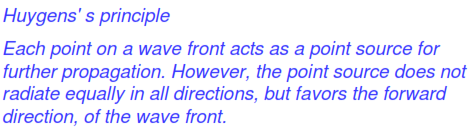 Huygens' s principle
Each point on a wave front acts as a point source for
further propagation. However, the point source does not
radiate equally in all directions, but favors the forward
direction, of the wave front.